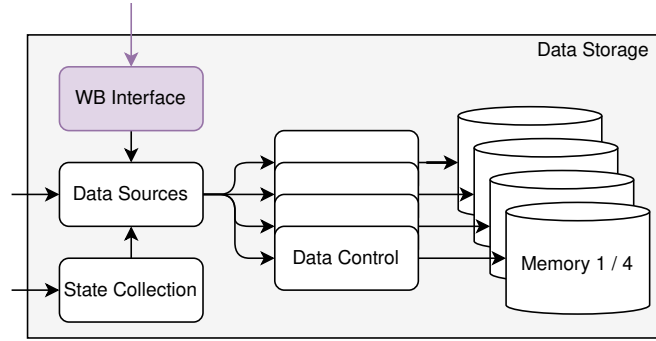 Data Storage
WB Interface
Data Sources
State Collection
Data Control
Memory 1 / 4